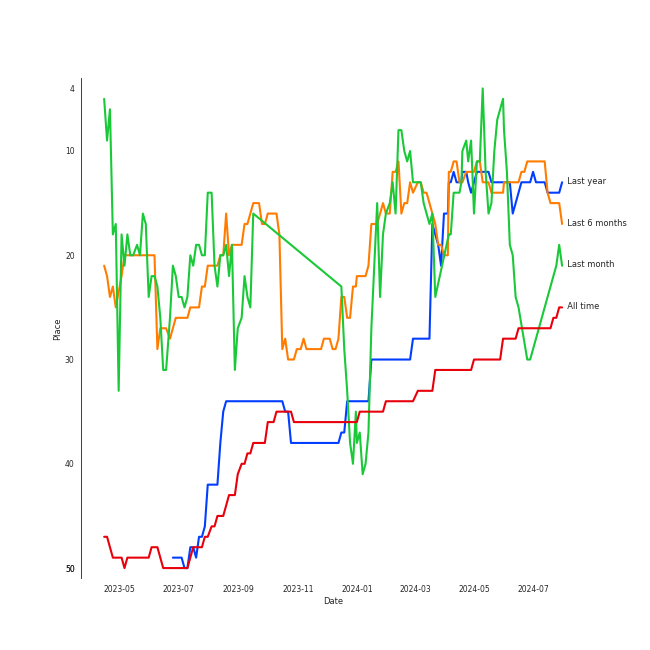 4
10
Last year
Last 6 months
20
Last month
All time
Place
30
40
50
2023-05
2023-07
2023-09
2023-11
2024-01
2024-03
2024-05
2024-07
Date